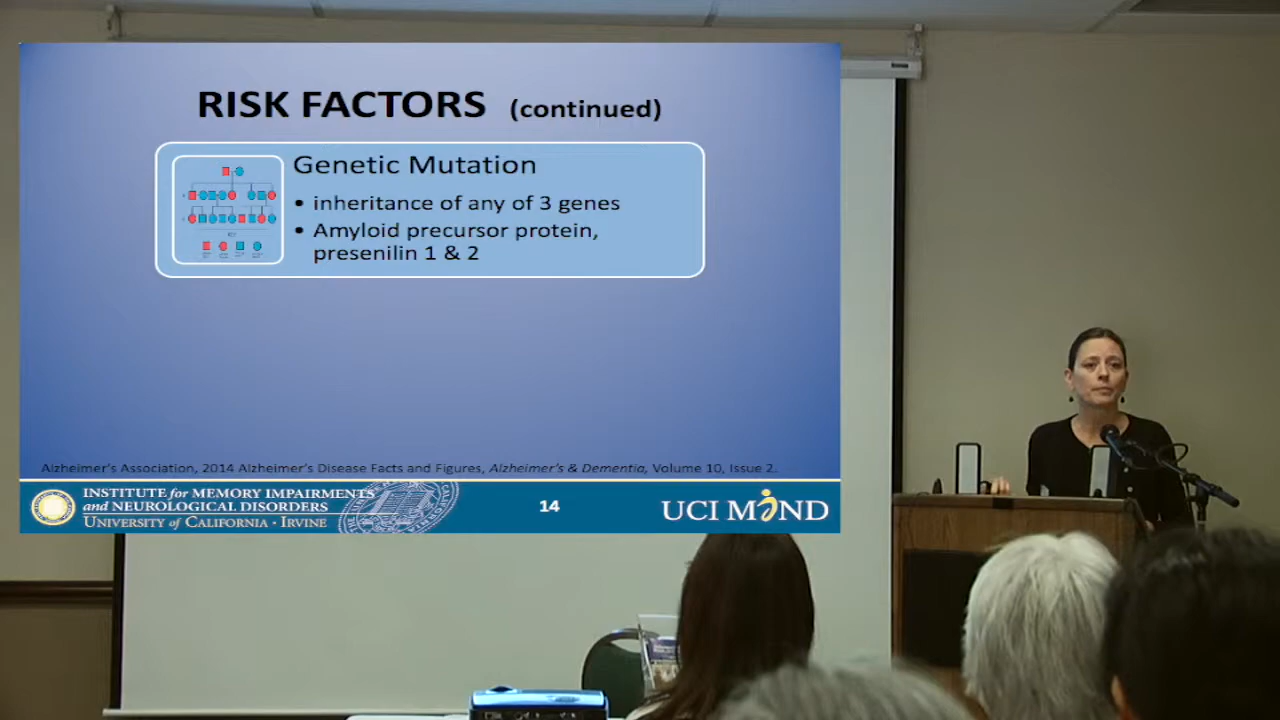 RISK FACTORS (continued)
Genetic Mutation
• inheritance of any of 3 genes
• Amyloid precursor protein,
presenilin 1 & 2
Alzheimer's Association, 2014 Alzheimer's Disease Facts and Figures, Alzheimer's & Dementia, Volume 10, Issue 2.
INSTITUTE for MEMORY IMPAIRMENTS
and NEUROLOGICAL DISORDERS
UNIVERSITY of CALIFORNIA • IRVINE
14
UCI MIND